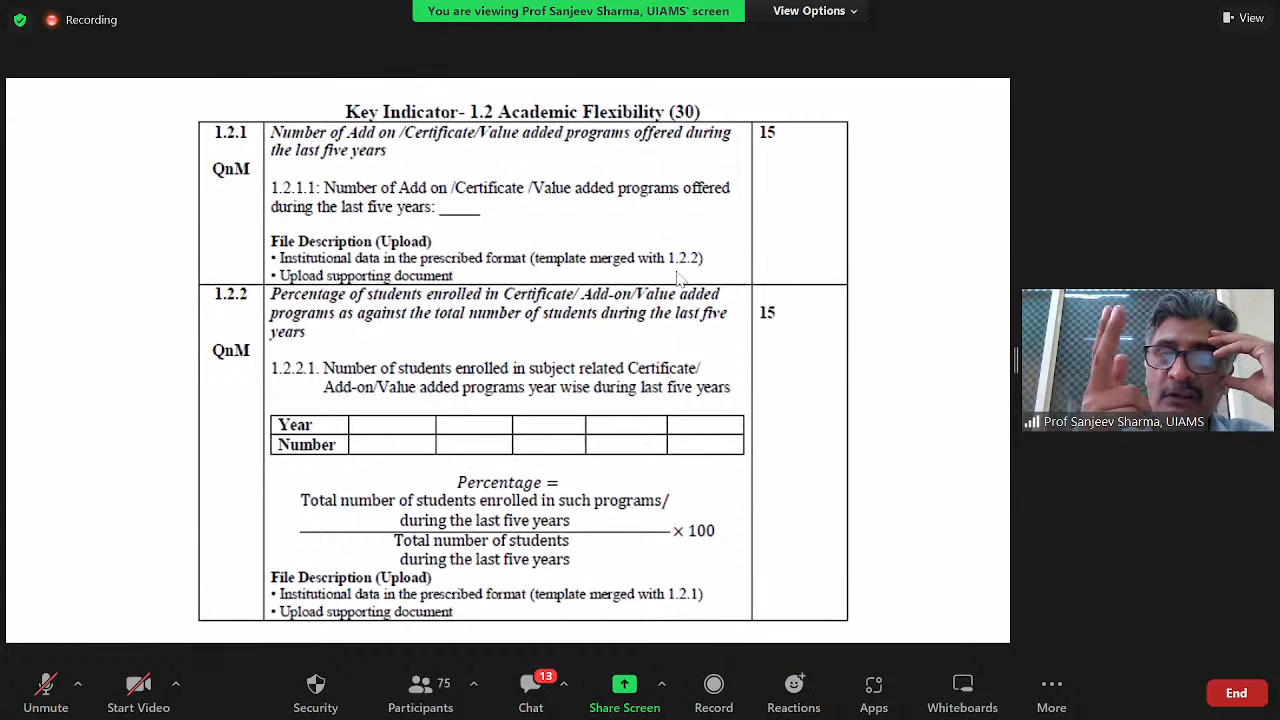 Recording
You are viewing Prof Sanjeev Sharma, UIAMS' screen
View Options
View
Key Indicator- 1.2 Academic Flexibility (30)
1.2.1
QnM
Number of Add on /Certificate/Value added programs offered during
the last five years
1.2.1.1: Number of Add on /Certificate /Value added programs offered
during the last five years: _____
File Description (Upload)
• Institutional data in the prescribed format (template merged with 1.2.2)
• Upload supporting document
15
1.2.2
QnM
Percentage of students enrolled in Certificate/ Add-on/Value added
programs as against the total number of students during the last five
years
1.2.2.1. Number of students enrolled in subject related Certificate/
Add-on/Value added programs year wise during last five years
Year
Number
Percentage =
Total number of students enrolled in such programs/
during the last five years
× 100
Total number of students
during the last five years
File Description (Upload)
• Institutional data in the prescribed format (template merged with 1.2.1)
• Upload supporting document
15
Prof Sanjeev Sharma, UIAMS
Unmute
Start Video
Security
75
Participants
13
Chat
Share Screen
Record
Reactions
Apps
Whiteboards
More
End